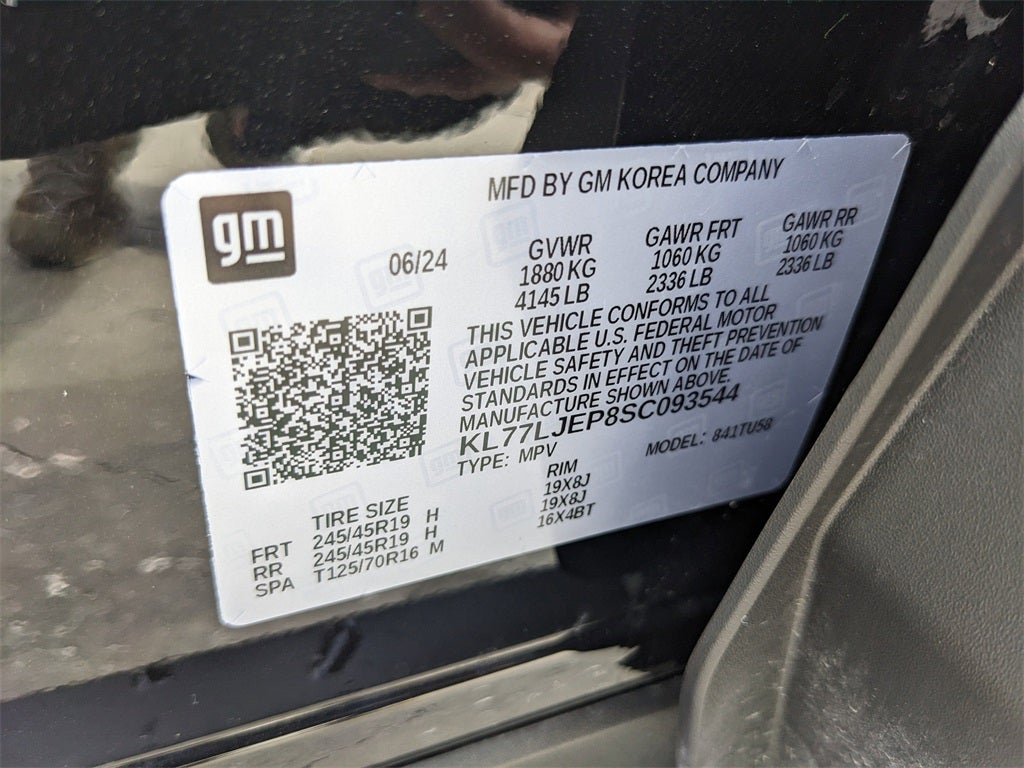 gm
MFD BY GM KOREA COMPANY
06/24
GVWR GAWR FRT GAWR RR
1880 KG 1060 KG 1060 KG
4145 LB 2336 LB 2336 LB
THIS VEHICLE CONFORMS TO ALL
APPLICABLE U.S. FEDERAL MOTOR
VEHICLE SAFETY AND THEFT PREVENTION
STANDARDS IN EFFECT ON THE DATE OF
MANUFACTURE SHOWN ABOVE.
KL77LJEP8SC093544
TYPE: MPV MODEL: 841TU58
TIRE SIZE RIM
FRT 245/45R19 H 19X8J
RR 245/45R19 H 19X8J
SPA T125/70R16 M 16X4BT